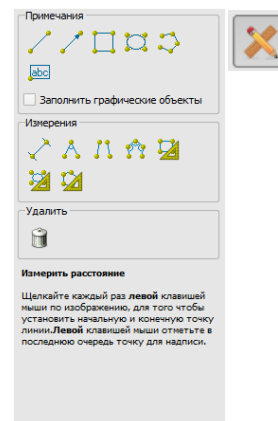 Примечания
abc
Заполнить графические объекты
Измерения
Удалить
Измерить расстояние
Щелкайте каждый раз левой клавишей
мыши по изображению, для того чтобы
установить начальную и конечную точку
линии.Левой клавишей мыши отметьте в
последнюю очередь точку для надписи.